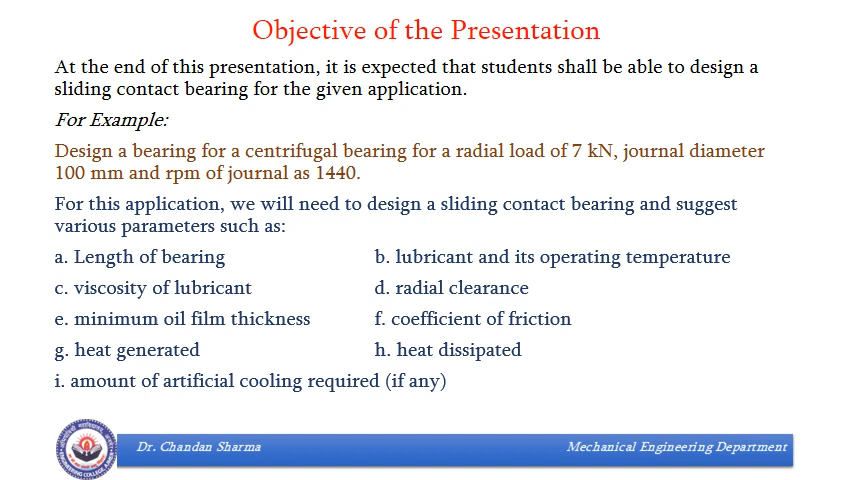 Objective of the Presentation
At the end of this presentation, it is expected that students shall be able to design a
sliding contact bearing for the given application.
For Example:
Design a bearing for a centrifugal bearing for a radial load of 7 kN, journal diameter
100 mm and rpm of journal as 1440.
For this application, we will need to design a sliding contact bearing and suggest
various parameters such as:
a. Length of bearing b. lubricant and its operating temperature
c. viscosity of lubricant d. radial clearance
e. minimum oil film thickness f. coefficient of friction
g. heat generated h. heat dissipated
i. amount of artificial cooling required (if any)
Dr. Chandan Sharma Mechanical Engineering Department